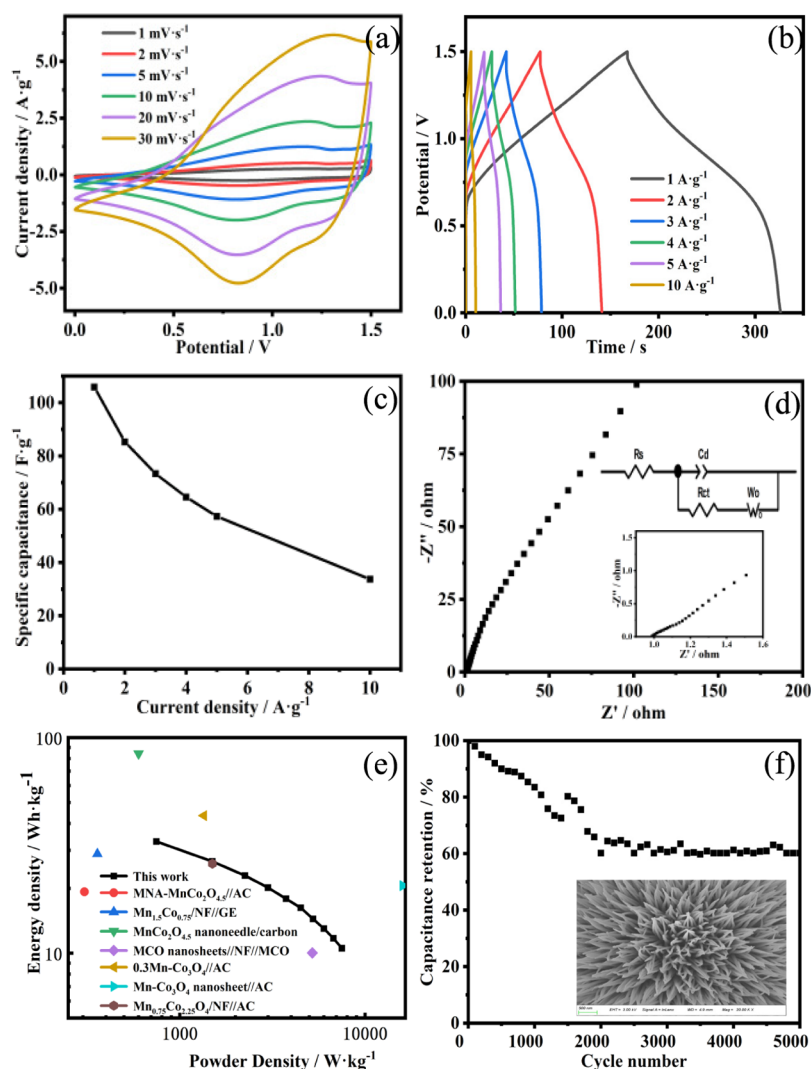 (a)
1 mV·s⁻¹
2 mV·s⁻¹
5 mV·s⁻¹
10 mV·s⁻¹
20 mV·s⁻¹
30 mV·s⁻¹
Current density / A·g⁻¹
5.0
2.5
0.0
-2.5
-5.0
0.0 0.5 1.0 1.5
Potential / V
(b)
Potential / V
1.5
1.0
0.5
0.0
1 A·g⁻¹
2 A·g⁻¹
3 A·g⁻¹
4 A·g⁻¹
5 A·g⁻¹
10 A·g⁻¹
0 100 200 300
Time / s
(c)
Specific capacitance / F·g⁻¹
100
80
60
40
20
0
0 2 4 6 8 10
Current density / A·g⁻¹
(d)
-Z'' / ohm
100
75
50
25
0
Rs Cd
Rct Wo
-Z'' / ohm
1.5
1.0
0.5
0.0
1.0 1.2 1.4 1.6
Z' / ohm
0 25 50 75 100 125 150 175 200
Z' / ohm
(e)
Energy density / Wh·kg⁻¹
100
10
This work
MNA-MnCo₂O₄.₅//AC
Mn₁.₅Co₀.₇₅/NF//GE
MnCo₂O₄.₅ nanoneedle/carbon
MCO nanosheets//NF//MCO
0.3Mn-Co₃O₄//AC
Mn-Co₃O₄ nanosheet//AC
Mn₀.₇₅Co₂.₂₅O₄/NF//AC
1000 10000
Powder Density / W·kg⁻¹
(f)
Capacitance retention / %
100
80
60
40
20
0
0 1000 2000 3000 4000 5000
Cycle number